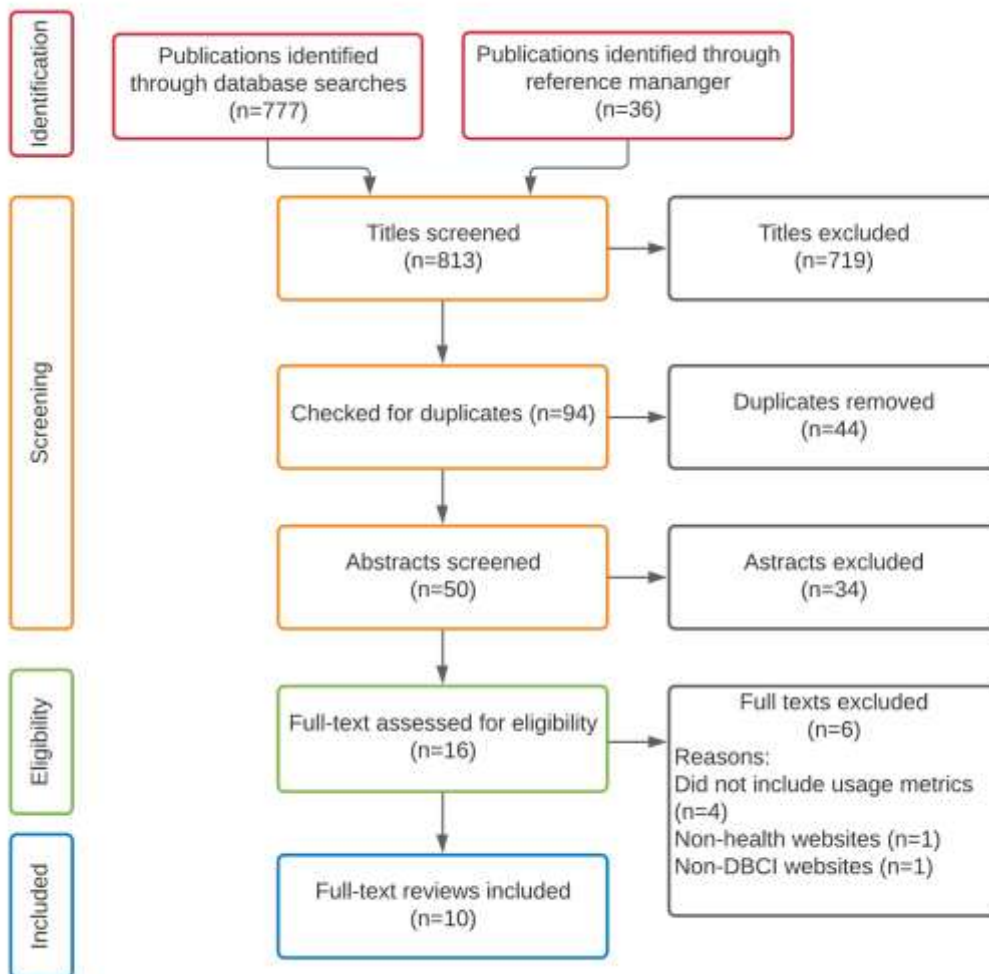 Identification
Publications identified
through database searches
(n=777)
Publications identified through
reference mananger
(n=36)
Screening
Titles screened
(n=813)
Titles excluded
(n=719)
Checked for duplicates (n=94)
Duplicates removed
(n=44)
Abstracts screened
(n=50)
Astracts excluded
(n=34)
Eligibility
Full-text assessed for eligibility
(n=16)
Full texts excluded
(n=6)
Reasons:
Did not include usage metrics
(n=4)
Non-health websites (n=1)
Non-DBCI websites (n=1)
Included
Full-text reviews included
(n=10)